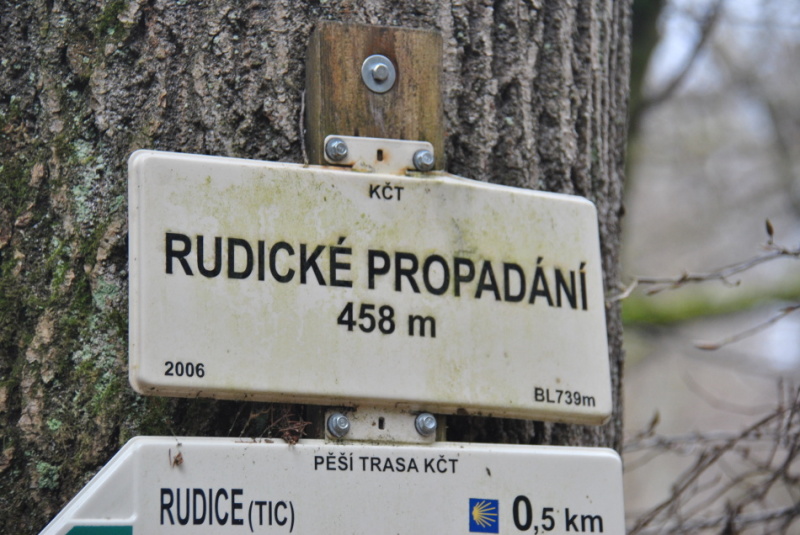 KČT
RUDICKÉ PROPADÁNÍ
458 m
2006 BL739m
PĚŠÍ TRASA KČT
RUDICE (TIC) 0,5 km